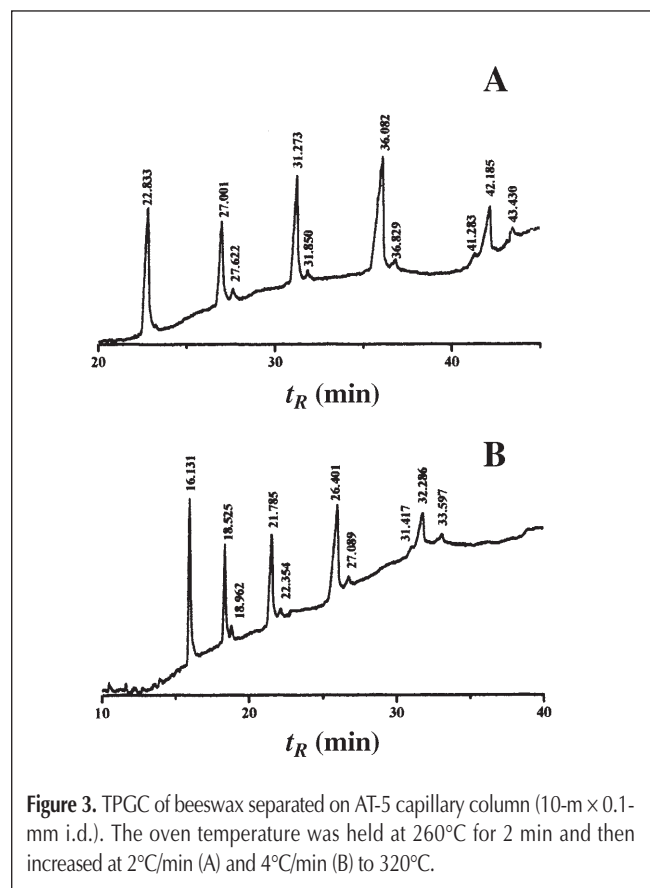 A
22.833
27.001
27.622
31.273
31.850
36.082
36.829
41.283
42.185
43.430
20 30 40
tR (min)
B
16.131
18.525
18.962
21.785
22.354
26.401
27.089
31.417
32.286
33.597
10 20 30 40
tR (min)
Figure 3. TPGC of beeswax separated on AT-5 capillary column (10-m × 0.1-
mm i.d.). The oven temperature was held at 260°C for 2 min and then
increased at 2°C/min (A) and 4°C/min (B) to 320°C.